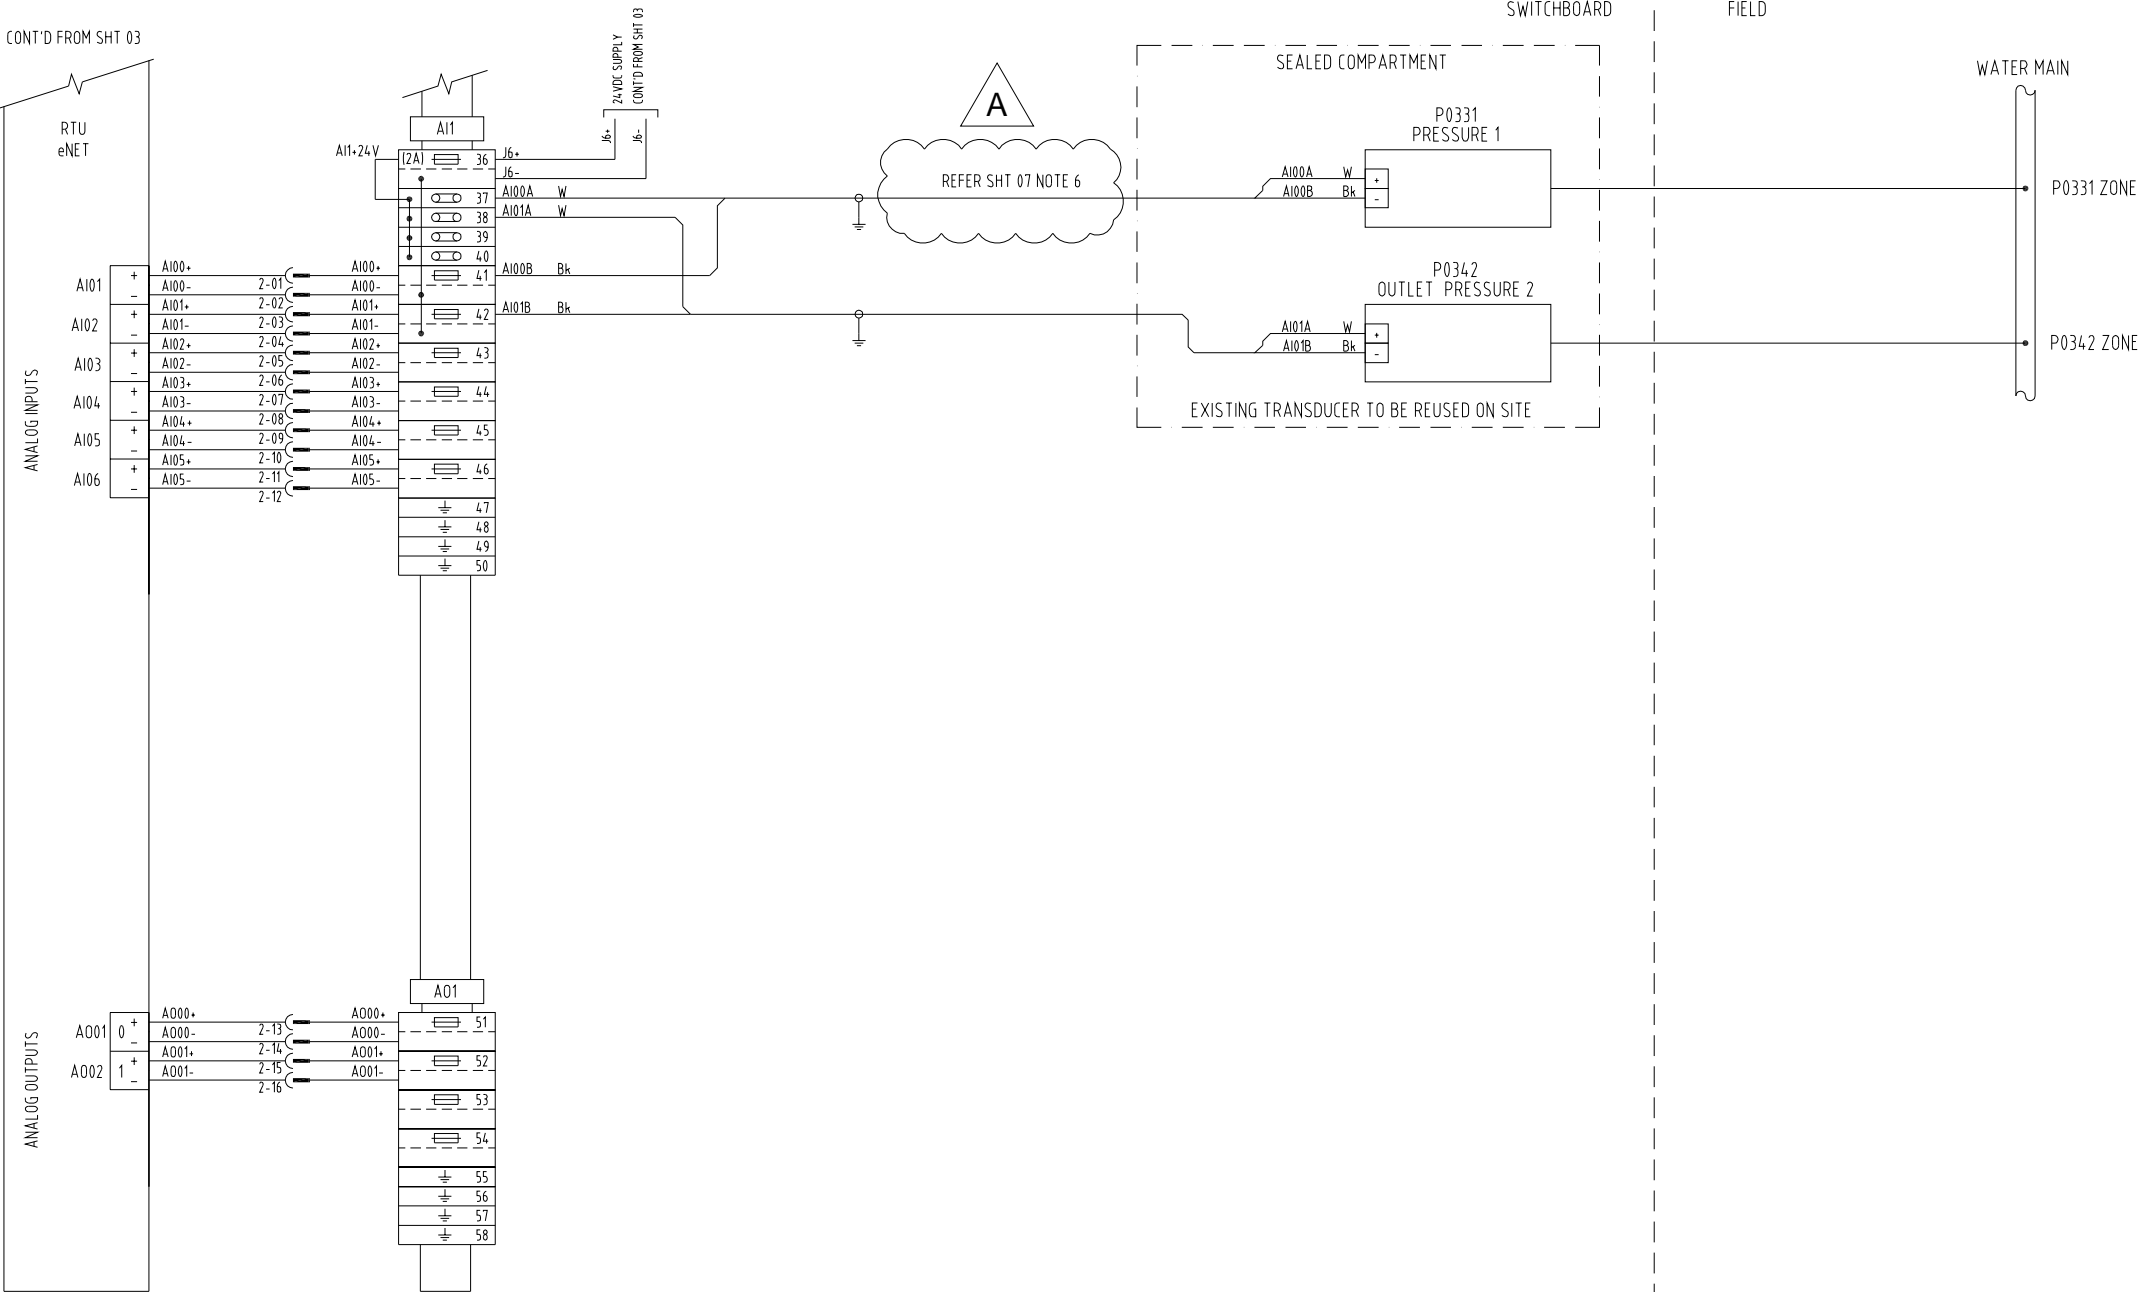 SWITCHBOARD
FIELD
CONT'D FROM SHT 03
RTU
eNET
24VDC SUPPLY
CONT'D FROM SHT 03
J6+
J6-
AI1
AI1+24V
(2A)
36
J6+
J6-
37
AI00A W
38
AI01A W
39
40
41
AI00B Bk
42
AI01B Bk
43
44
45
46
47
48
49
50
A
REFER SHT 07 NOTE 6
SEALED COMPARTMENT
P0331
PRESSURE 1
AI00A W +
AI00B Bk -
P0342
OUTLET PRESSURE 2
AI01A W +
AI01B Bk -
EXISTING TRANSDUCER TO BE REUSED ON SITE
WATER MAIN
P0331 ZONE
P0342 ZONE
ANALOG INPUTS
AI01
+ AI00+ 2-01 AI00+
- AI00- 2-02 AI00-
AI02
+ AI01+ 2-03 AI01+
- AI01- 2-04 AI01-
AI03
+ AI02+ 2-05 AI02+
- AI02- 2-06 AI02-
AI04
+ AI03+ 2-07 AI03+
- AI03- 2-08 AI03-
AI05
+ AI04+ 2-09 AI04+
- AI04- 2-10 AI04-
AI06
+ AI05+ 2-11 AI05+
- AI05- 2-12 AI05-
ANALOG OUTPUTS
AO1
AO01 0
+ AO00+ 2-13 AO00+
- AO00- 2-14 AO00-
AO02 1
+ AO01+ 2-15 AO01+
- AO01- 2-16 AO01-
51
52
53
54
55
56
57
58